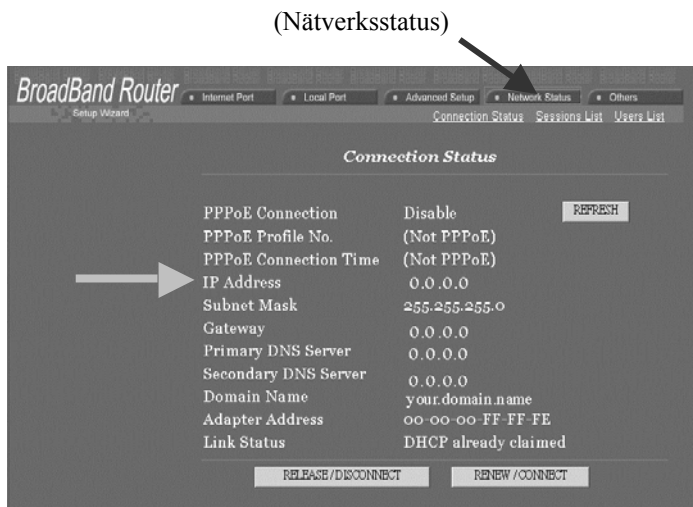 (Nätverksstatus)
BroadBand Router
Setup Wizard
Internet Port
Local Port
Advanced Setup
Network Status
Others
Connection Status Sessions List Users List
Connection Status
PPPoE Connection Disable REFRESH
PPPoE Profile No. (Not PPPoE)
PPPoE Connection Time (Not PPPoE)
IP Address 0.0.0.0
Subnet Mask 255.255.255.0
Gateway 0.0.0.0
Primary DNS Server 0.0.0.0
Secondary DNS Server 0.0.0.0
Domain Name your.domain.name
Adapter Address 00-00-00-FF-FF-FE
Link Status DHCP already claimed
RELEASE/DISCONNECT RENEW/CONNECT